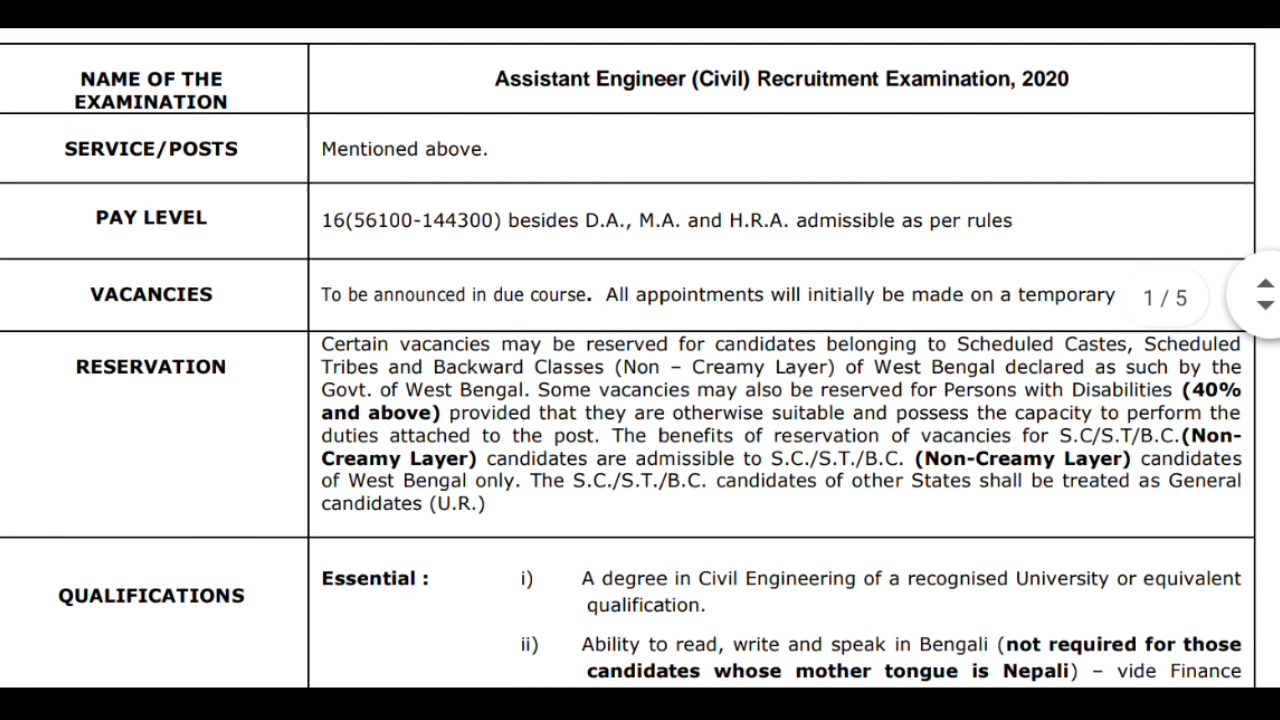 NAME OF THE
EXAMINATION
Assistant Engineer (Civil) Recruitment Examination, 2020
SERVICE/POSTS
Mentioned above.
PAY LEVEL
16(56100-144300) besides D.A., M.A. and H.R.A. admissible as per rules
VACANCIES
To be announced in due course. All appointments will initially be made on a temporary
1 / 5
RESERVATION
Certain vacancies may be reserved for candidates belonging to Scheduled Castes, Scheduled
Tribes and Backward Classes (Non – Creamy Layer) of West Bengal declared as such by the
Govt. of West Bengal. Some vacancies may also be reserved for Persons with Disabilities (40%
and above) provided that they are otherwise suitable and possess the capacity to perform the
duties attached to the post. The benefits of reservation of vacancies for S.C/S.T/B.C.(Non-
Creamy Layer) candidates are admissible to S.C./S.T./B.C. (Non-Creamy Layer) candidates
of West Bengal only. The S.C./S.T./B.C. candidates of other States shall be treated as General
candidates (U.R.)
QUALIFICATIONS
Essential : i) A degree in Civil Engineering of a recognised University or equivalent
qualification.
ii) Ability to read, write and speak in Bengali (not required for those
candidates whose mother tongue is Nepali) – vide Finance